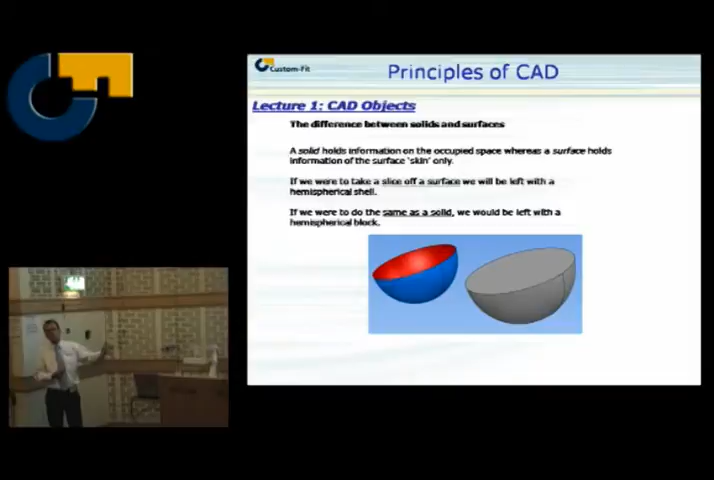 Custom-Fit
Principles of CAD
Lecture 1: CAD Objects
The difference between solids and surfaces
A solid holds information on the occupied space whereas a surface holds
information of the surface 'skin' only.
If we were to take a slice off a surface we will be left with a
hemispherical shell.
If we were to do the same as a solid, we would be left with a
hemispherical block.